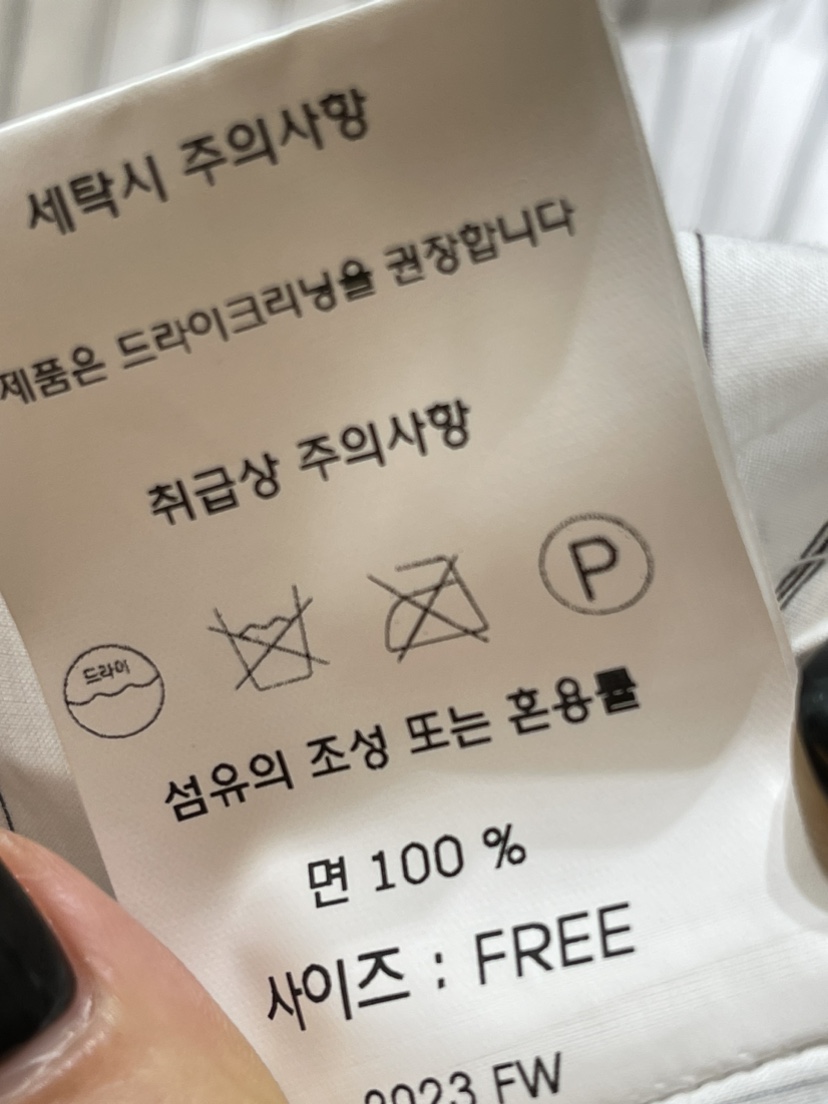 세탁시 주의사항
제품은 드라이크리닝을 권장합니다
취급상 주의사항
P
드라이
섬유의 조성 또는 혼용률
면 100 %
사이즈 : FREE
2023 FW